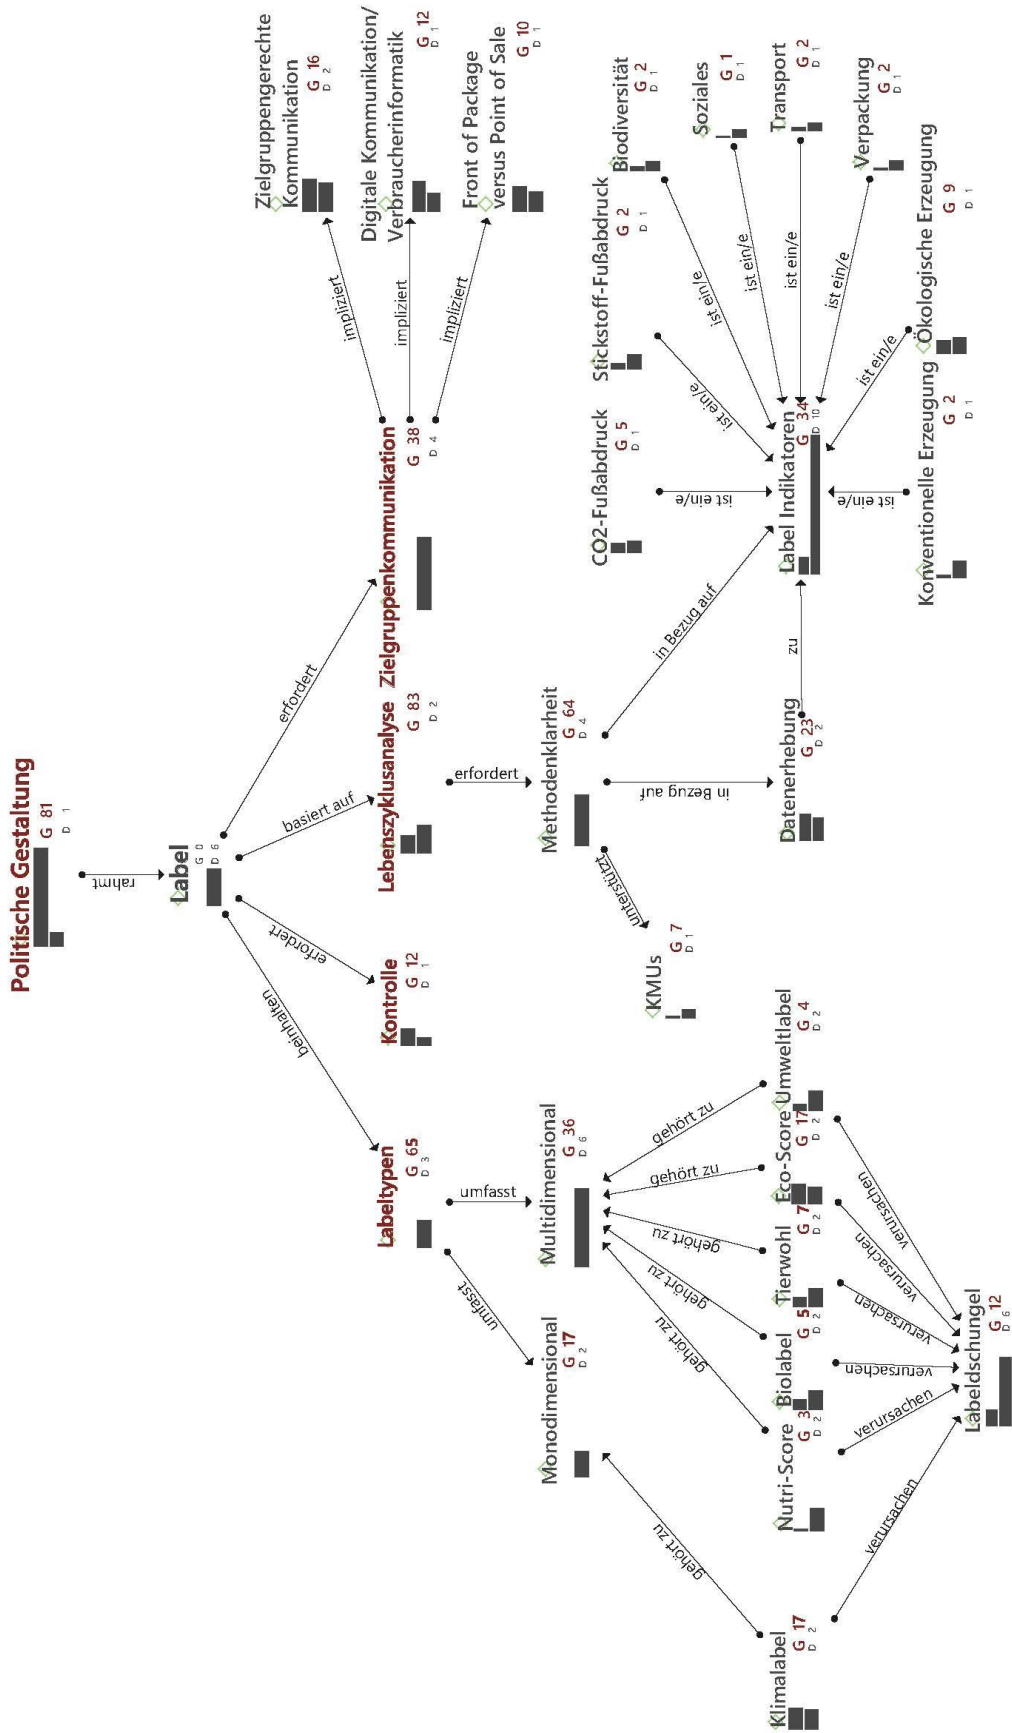 Politische Gestaltung
G 81
D 1
rahmt
Label
G 0
D 6
beinhalten
erfordert
basiert auf
erfordert
Labeltypen
G 65
D 3
Kontrolle
G 12
D 1
Lebenszyklusanalyse
G 83
D 2
Zielgruppenkommunikation
G 38
D 4
impliziert
impliziert
impliziert
Zielgruppengerechte
Kommunikation
G 16
D 2
Digitale Kommunikation/
Verbraucherinformatik
G 12
D 1
Front of Package
versus Point of Sale
G 10
D 1
umfasst
umfasst
erfordert
Monodimensional
G 17
D 2
Multidimensional
G 36
D 6
Methodenklarheit
G 64
D 4
unterstützt
in Bezug auf
in Bezug auf
KMUs
G 7
D 1
gehört zu
gehört zu
gehört zu
gehört zu
gehört zu
gehört zu
Klimalabel
G 17
D 2
Nutri-Score
G 3
D 2
Biolabel
G 5
D 2
Tierwohl
G 7
D 2
Eco-Score
G 17
D 2
Umweltlabel
G 4
D 2
Datenerhebung
G 23
D 2
zu
Label Indikatoren
G 34
D 10
CO2-Fußabdruck
G 5
D 1
Stickstoff-Fußabdruck
G 2
D 1
Biodiversität
G 2
D 1
Soziales
G 1
D 1
Transport
G 2
D 1
Verpackung
G 2
D 1
ist ein/e
ist ein/e
ist ein/e
ist ein/e
ist ein/e
ist ein/e
ist ein/e
ist ein/e
Konventionelle Erzeugung
G 2
D 1
Ökologische Erzeugung
G 9
D 1
verursachen
verursachen
verursachen
verursachen
verursachen
verursachen
Labeldschungel
G 12
D 6